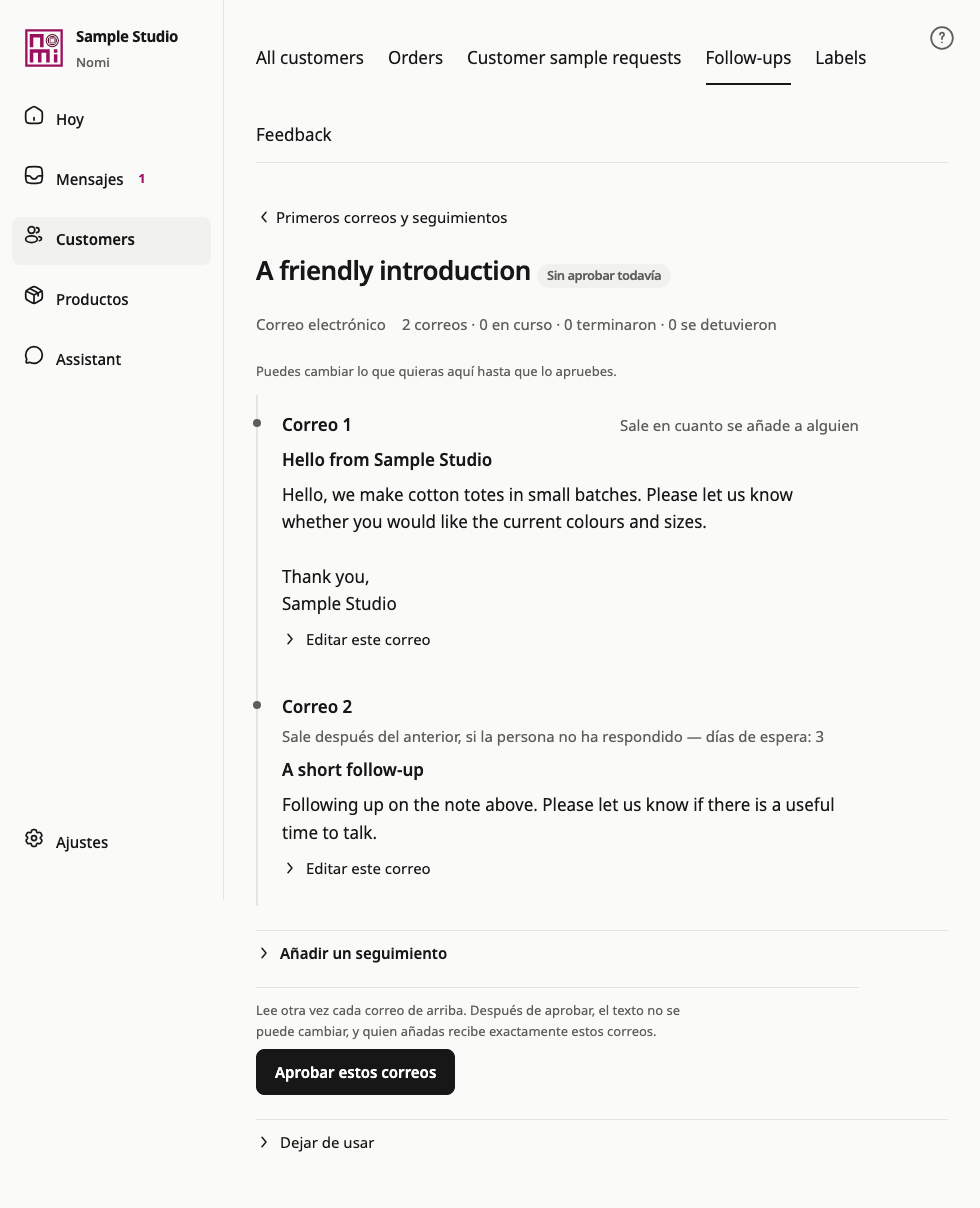 nomi
Sample Studio
Nomi
Hoy
Mensajes 1
Customers
Productos
Assistant
Ajustes
?
All customers Orders Customer sample requests Follow-ups Labels
Feedback
Primeros correos y seguimientos
A friendly introduction Sin aprobar todavía
Correo electrónico 2 correos · 0 en curso · 0 terminaron · 0 se detuvieron
Puedes cambiar lo que quieras aquí hasta que lo apruebes.
Correo 1 Sale en cuanto se añade a alguien
Hello from Sample Studio
Hello, we make cotton totes in small batches. Please let us know
whether you would like the current colours and sizes.
Thank you,
Sample Studio
Editar este correo
Correo 2
Sale después del anterior, si la persona no ha respondido — días de espera: 3
A short follow-up
Following up on the note above. Please let us know if there is a useful
time to talk.
Editar este correo
Añadir un seguimiento
Lee otra vez cada correo de arriba. Después de aprobar, el texto no se
puede cambiar, y quien añadas recibe exactamente estos correos.
Aprobar estos correos
Dejar de usar